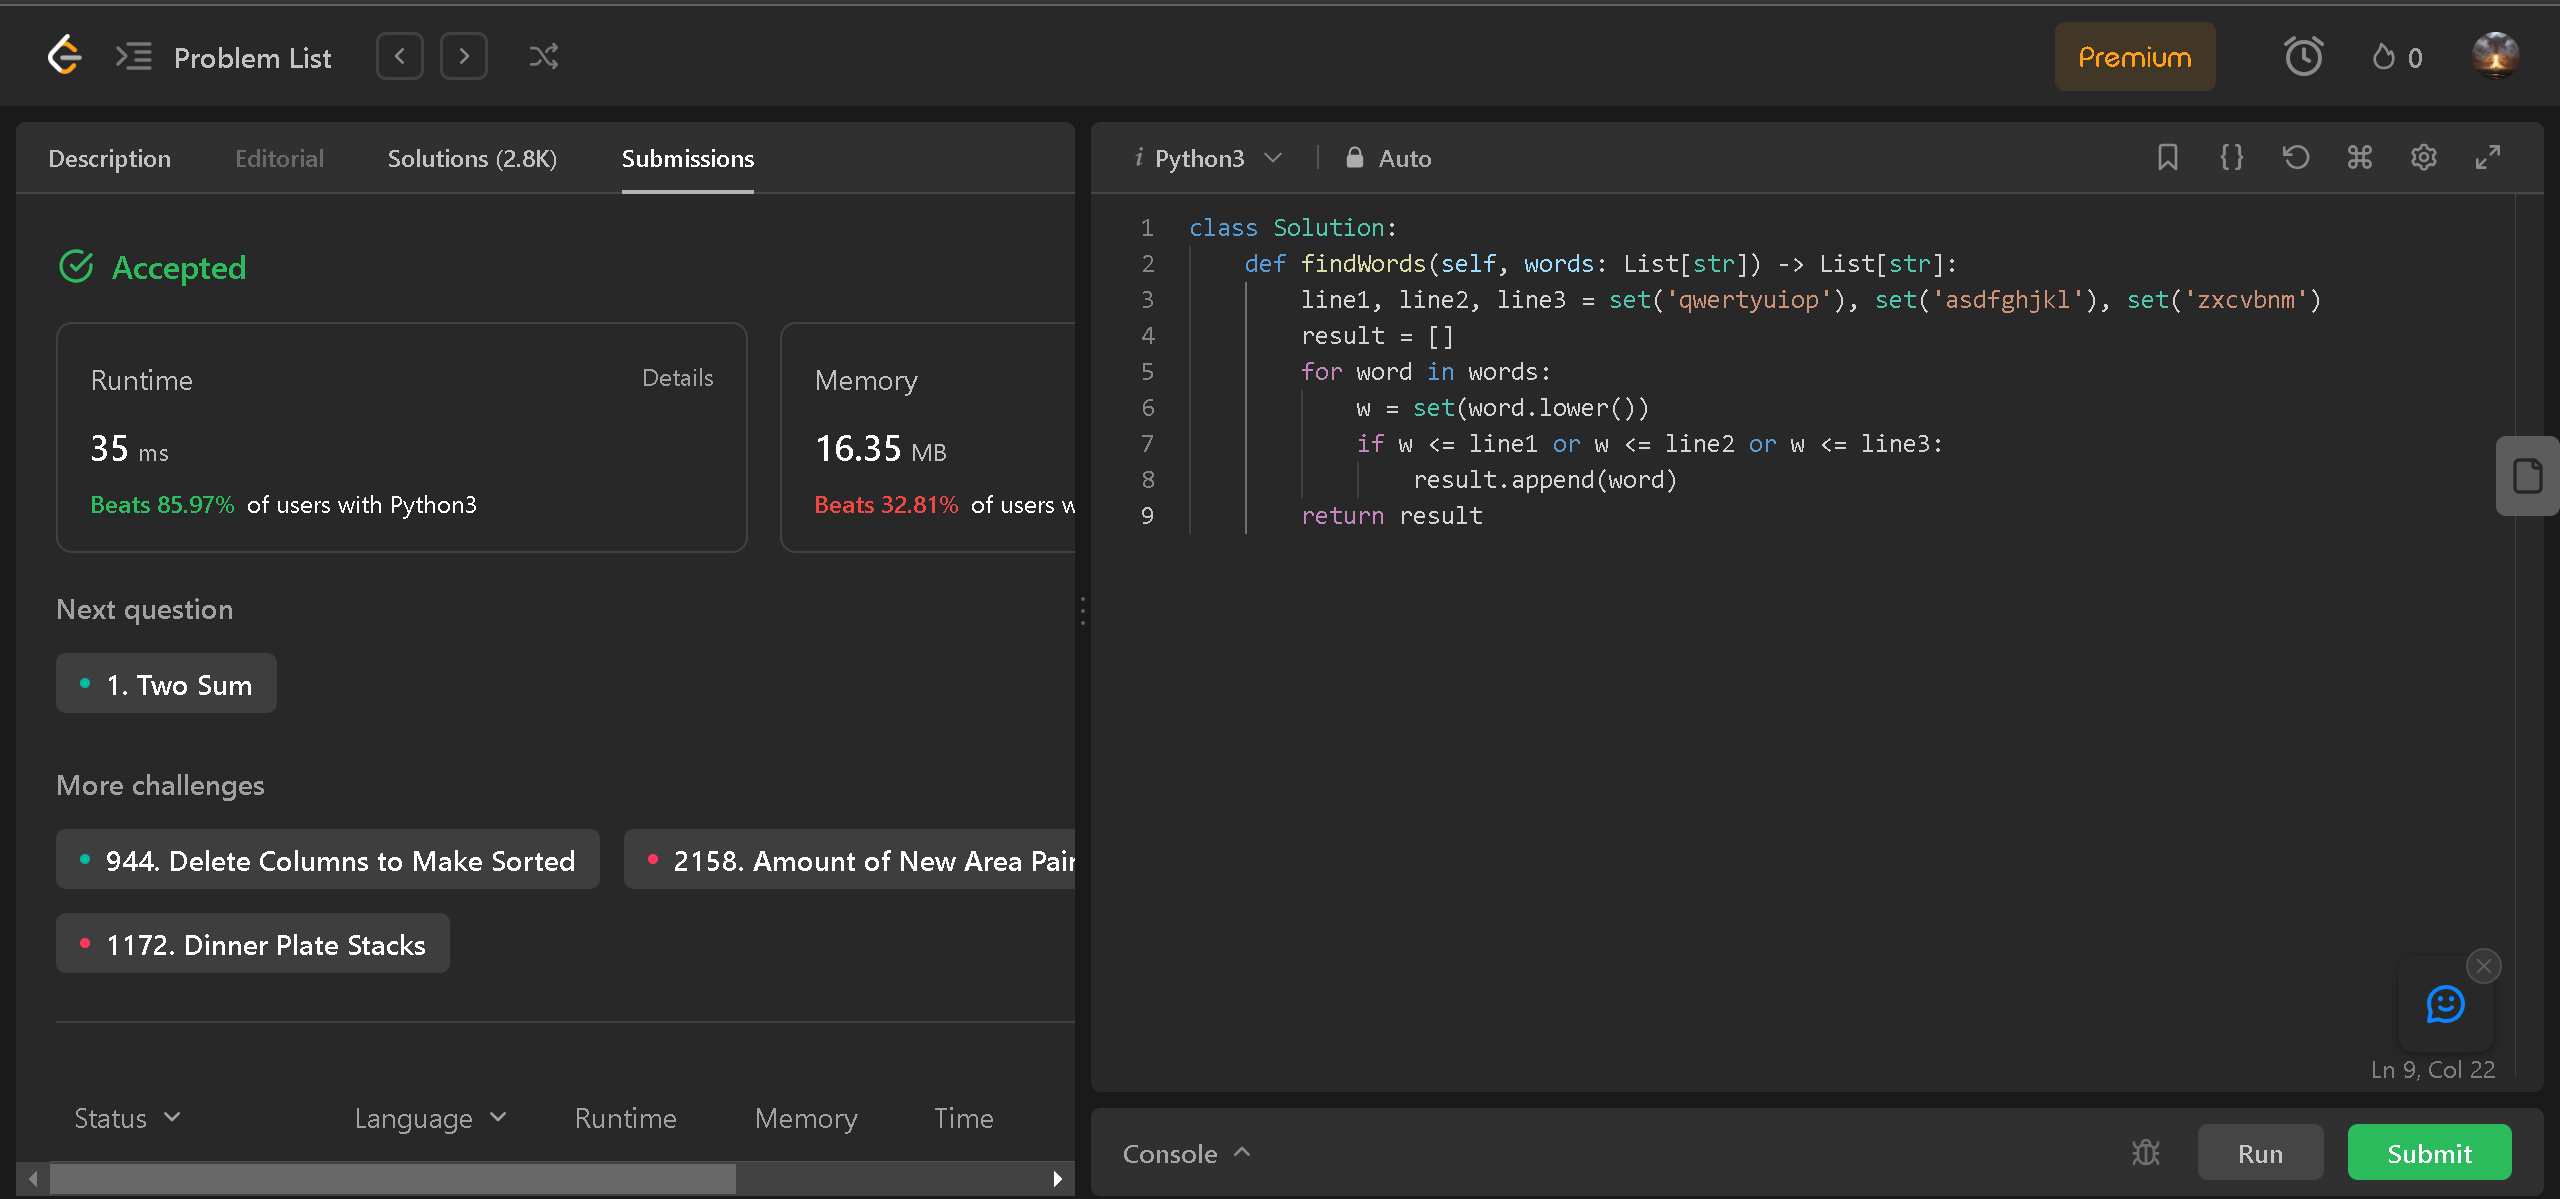 Problem List
Premium
0
Description Editorial Solutions (2.8K) Submissions
Accepted
Runtime Details
35 ms
Beats 85.97% of users with Python3
Memory
16.35 MB
Beats 32.81% of users w
Next question
1. Two Sum
More challenges
944. Delete Columns to Make Sorted
2158. Amount of New Area Pai
1172. Dinner Plate Stacks
Status Language Runtime Memory Time
i Python3 Auto
1 class Solution:
2     def findWords(self, words: List[str]) -> List[str]:
3         line1, line2, line3 = set('qwertyuiop'), set('asdfghjkl'), set('zxcvbnm')
4         result = []
5         for word in words:
6             w = set(word.lower())
7             if w <= line1 or w <= line2 or w <= line3:
8                 result.append(word)
9         return result
Ln 9, Col 22
Console
Run
Submit